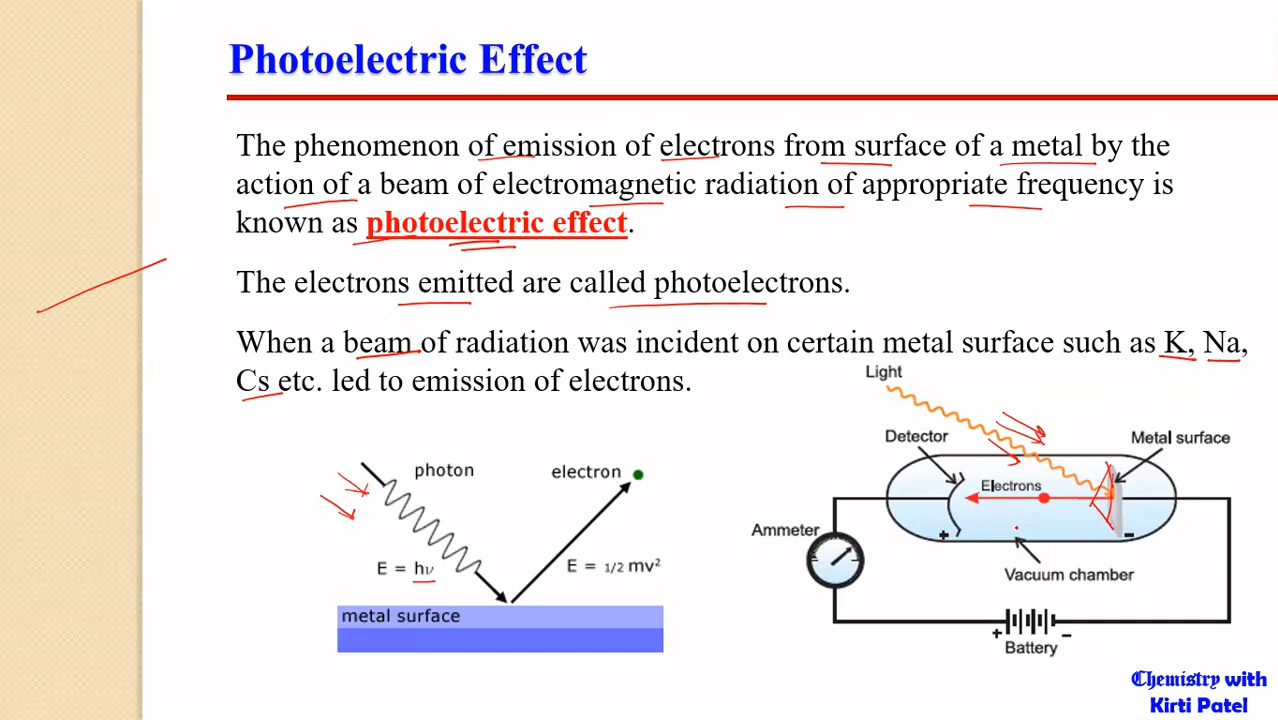 Photoelectric Effect
The phenomenon of emission of electrons from surface of a metal by the
action of a beam of electromagnetic radiation of appropriate frequency is
known as photoelectric effect.
The electrons emitted are called photoelectrons.
When a beam of radiation was incident on certain metal surface such as K, Na,
Cs etc. led to emission of electrons.
photon
electron
E = hν
E = 1/2 mv²
metal surface
Light
Detector
Metal surface
Electrons
Ammeter
+
-
Vacuum chamber
+
-
Battery
Chemistry with
Kirti Patel